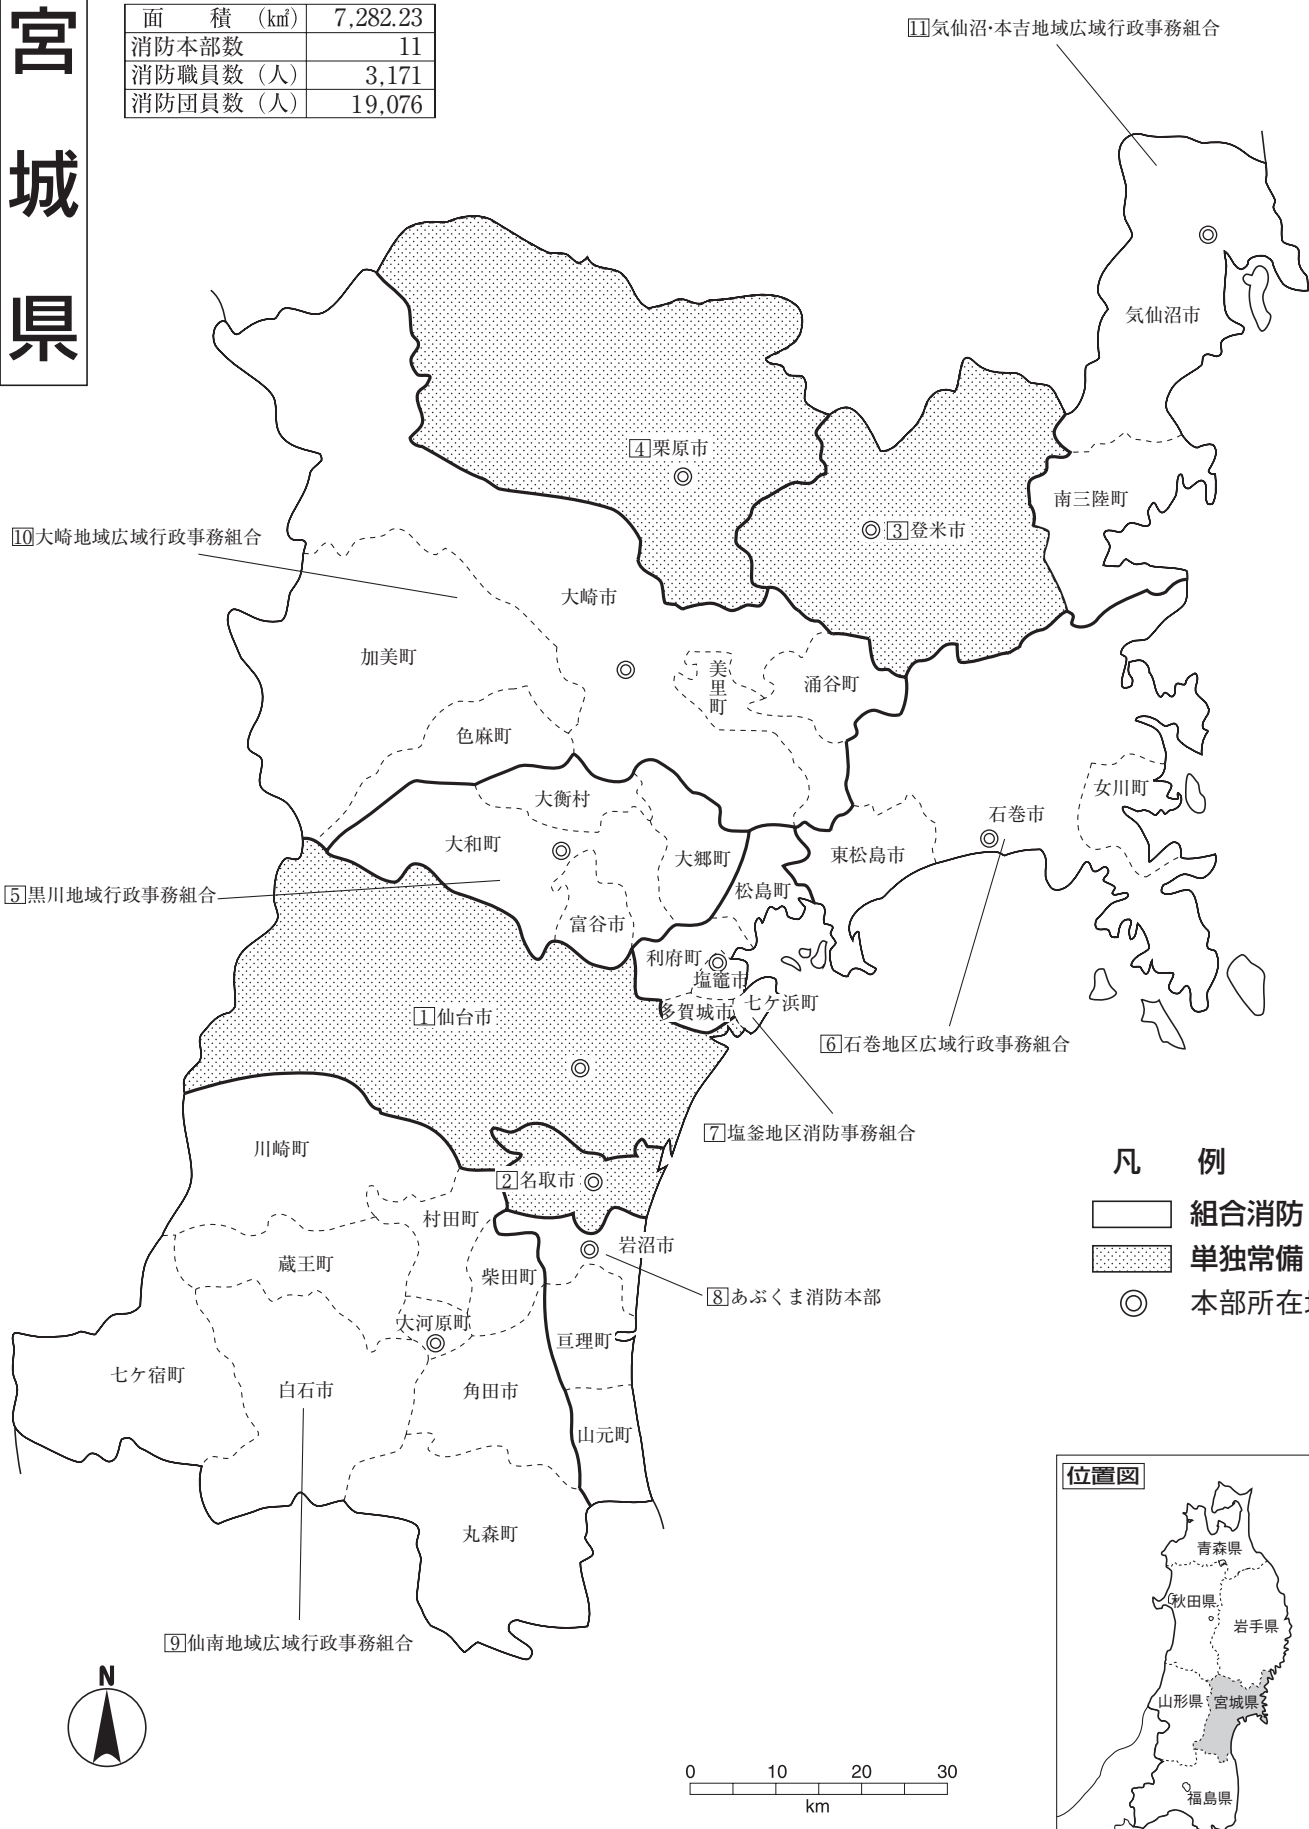 宮城県
面　積（㎢） 7,282.23
消防本部数 11
消防職員数（人） 3,171
消防団員数（人） 19,076
11気仙沼・本吉地域広域行政事務組合
気仙沼市
4栗原市
南三陸町
3登米市
10大崎地域広域行政事務組合
大崎市
加美町
美里町
涌谷町
色麻町
女川町
大衡村
石巻市
大和町
大郷町
東松島市
松島町
5黒川地域行政事務組合
富谷市
利府町
塩竈市
多賀城市
七ケ浜町
1仙台市
6石巻地区広域行政事務組合
7塩釜地区消防事務組合
川崎町
2名取市
村田町
岩沼市
蔵王町
柴田町
8あぶくま消防本部
大河原町
亘理町
七ケ宿町
白石市
角田市
山元町
丸森町
9仙南地域広域行政事務組合
凡　例
組合消防
単独常備
本部所在
位置図
青森県
秋田県
岩手県
山形県
宮城県
福島県
N
0 10 20 30
km